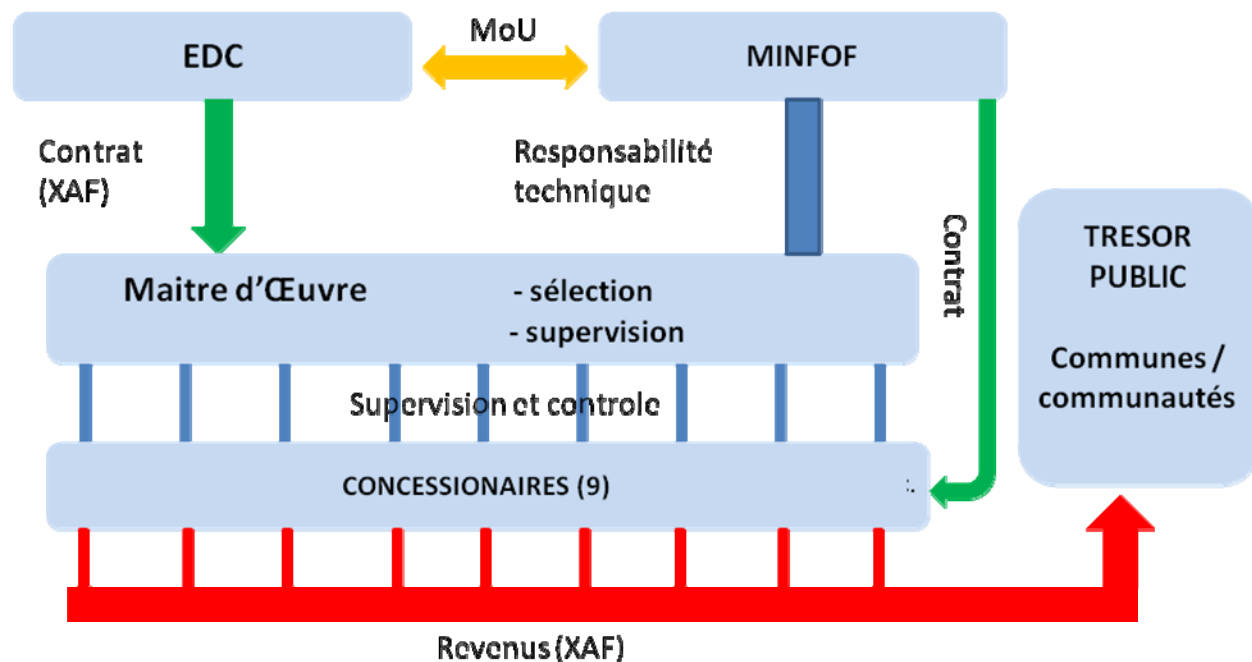 EDC
MoU
MINFOF
Contrat
(XAF)
Responsabilité
technique
Contrat
TRESOR
PUBLIC
Communes /
communautés
Maitre d'Œuvre
- sélection
- supervision
Supervision et controle
CONCESSIONAIRES (9)
:.
Revenus (XAF)